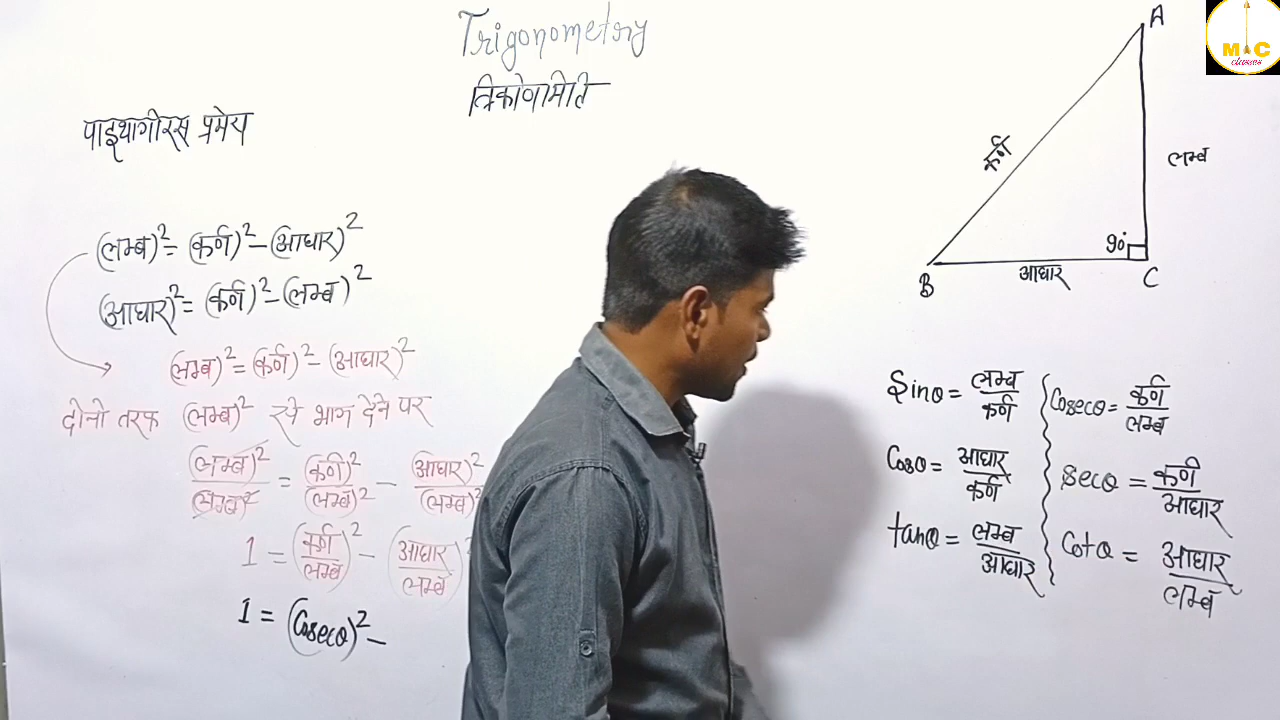 Trigonometry
त्रिकोणमिति
पाइथागोरस प्रमेय
(लम्ब)² = (कर्ण)² - (आधार)²
(आधार)² = (कर्ण)² - (लम्ब)²
(लम्ब)² = (कर्ण)² - (आधार)²
दोनो तरफ (लम्ब)² से भाग देने पर
(लम्ब)²/(लम्ब)² = (कर्ण)²/(लम्ब)² - (आधार)²/(लम्ब)²
1 = (कर्ण/लम्ब)² - (आधार/लम्ब)²
1 = (Cosecθ)² -
A
कर्ण
लम्ब
90°
B
आधार
C
Sinθ = लम्ब/कर्ण
Cosθ = आधार/कर्ण
tanθ = लम्ब/आधार
Cosecθ = कर्ण/लम्ब
Secθ = कर्ण/आधार
Cotθ = आधार/लम्ब
MAC
classes